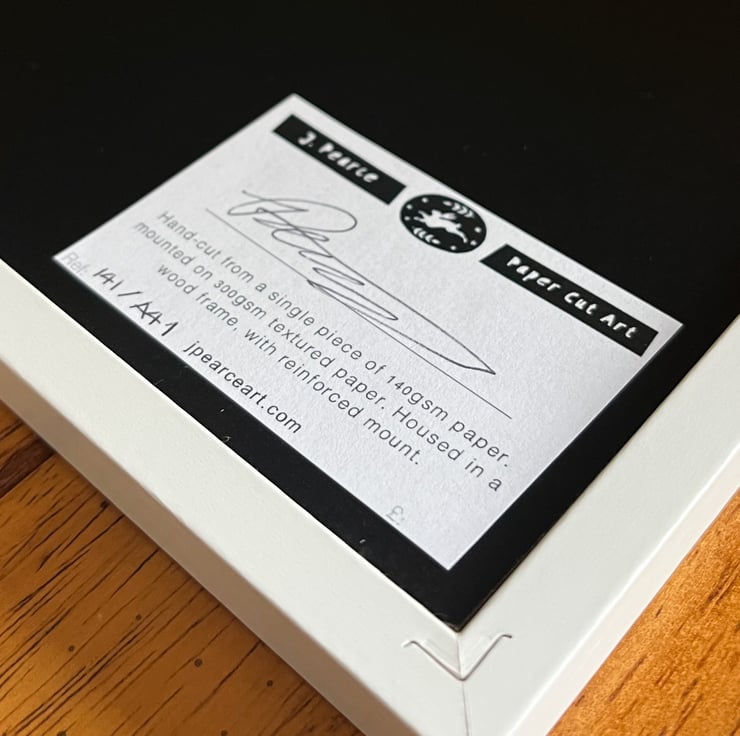 J. Pearce
Paper Cut Art
Hand-cut from a single piece of 140gsm paper.
mounted on 300gsm textured paper. Housed in a
wood frame, with reinforced mount.
Ref: 141/A41
jpearceart.com
£: